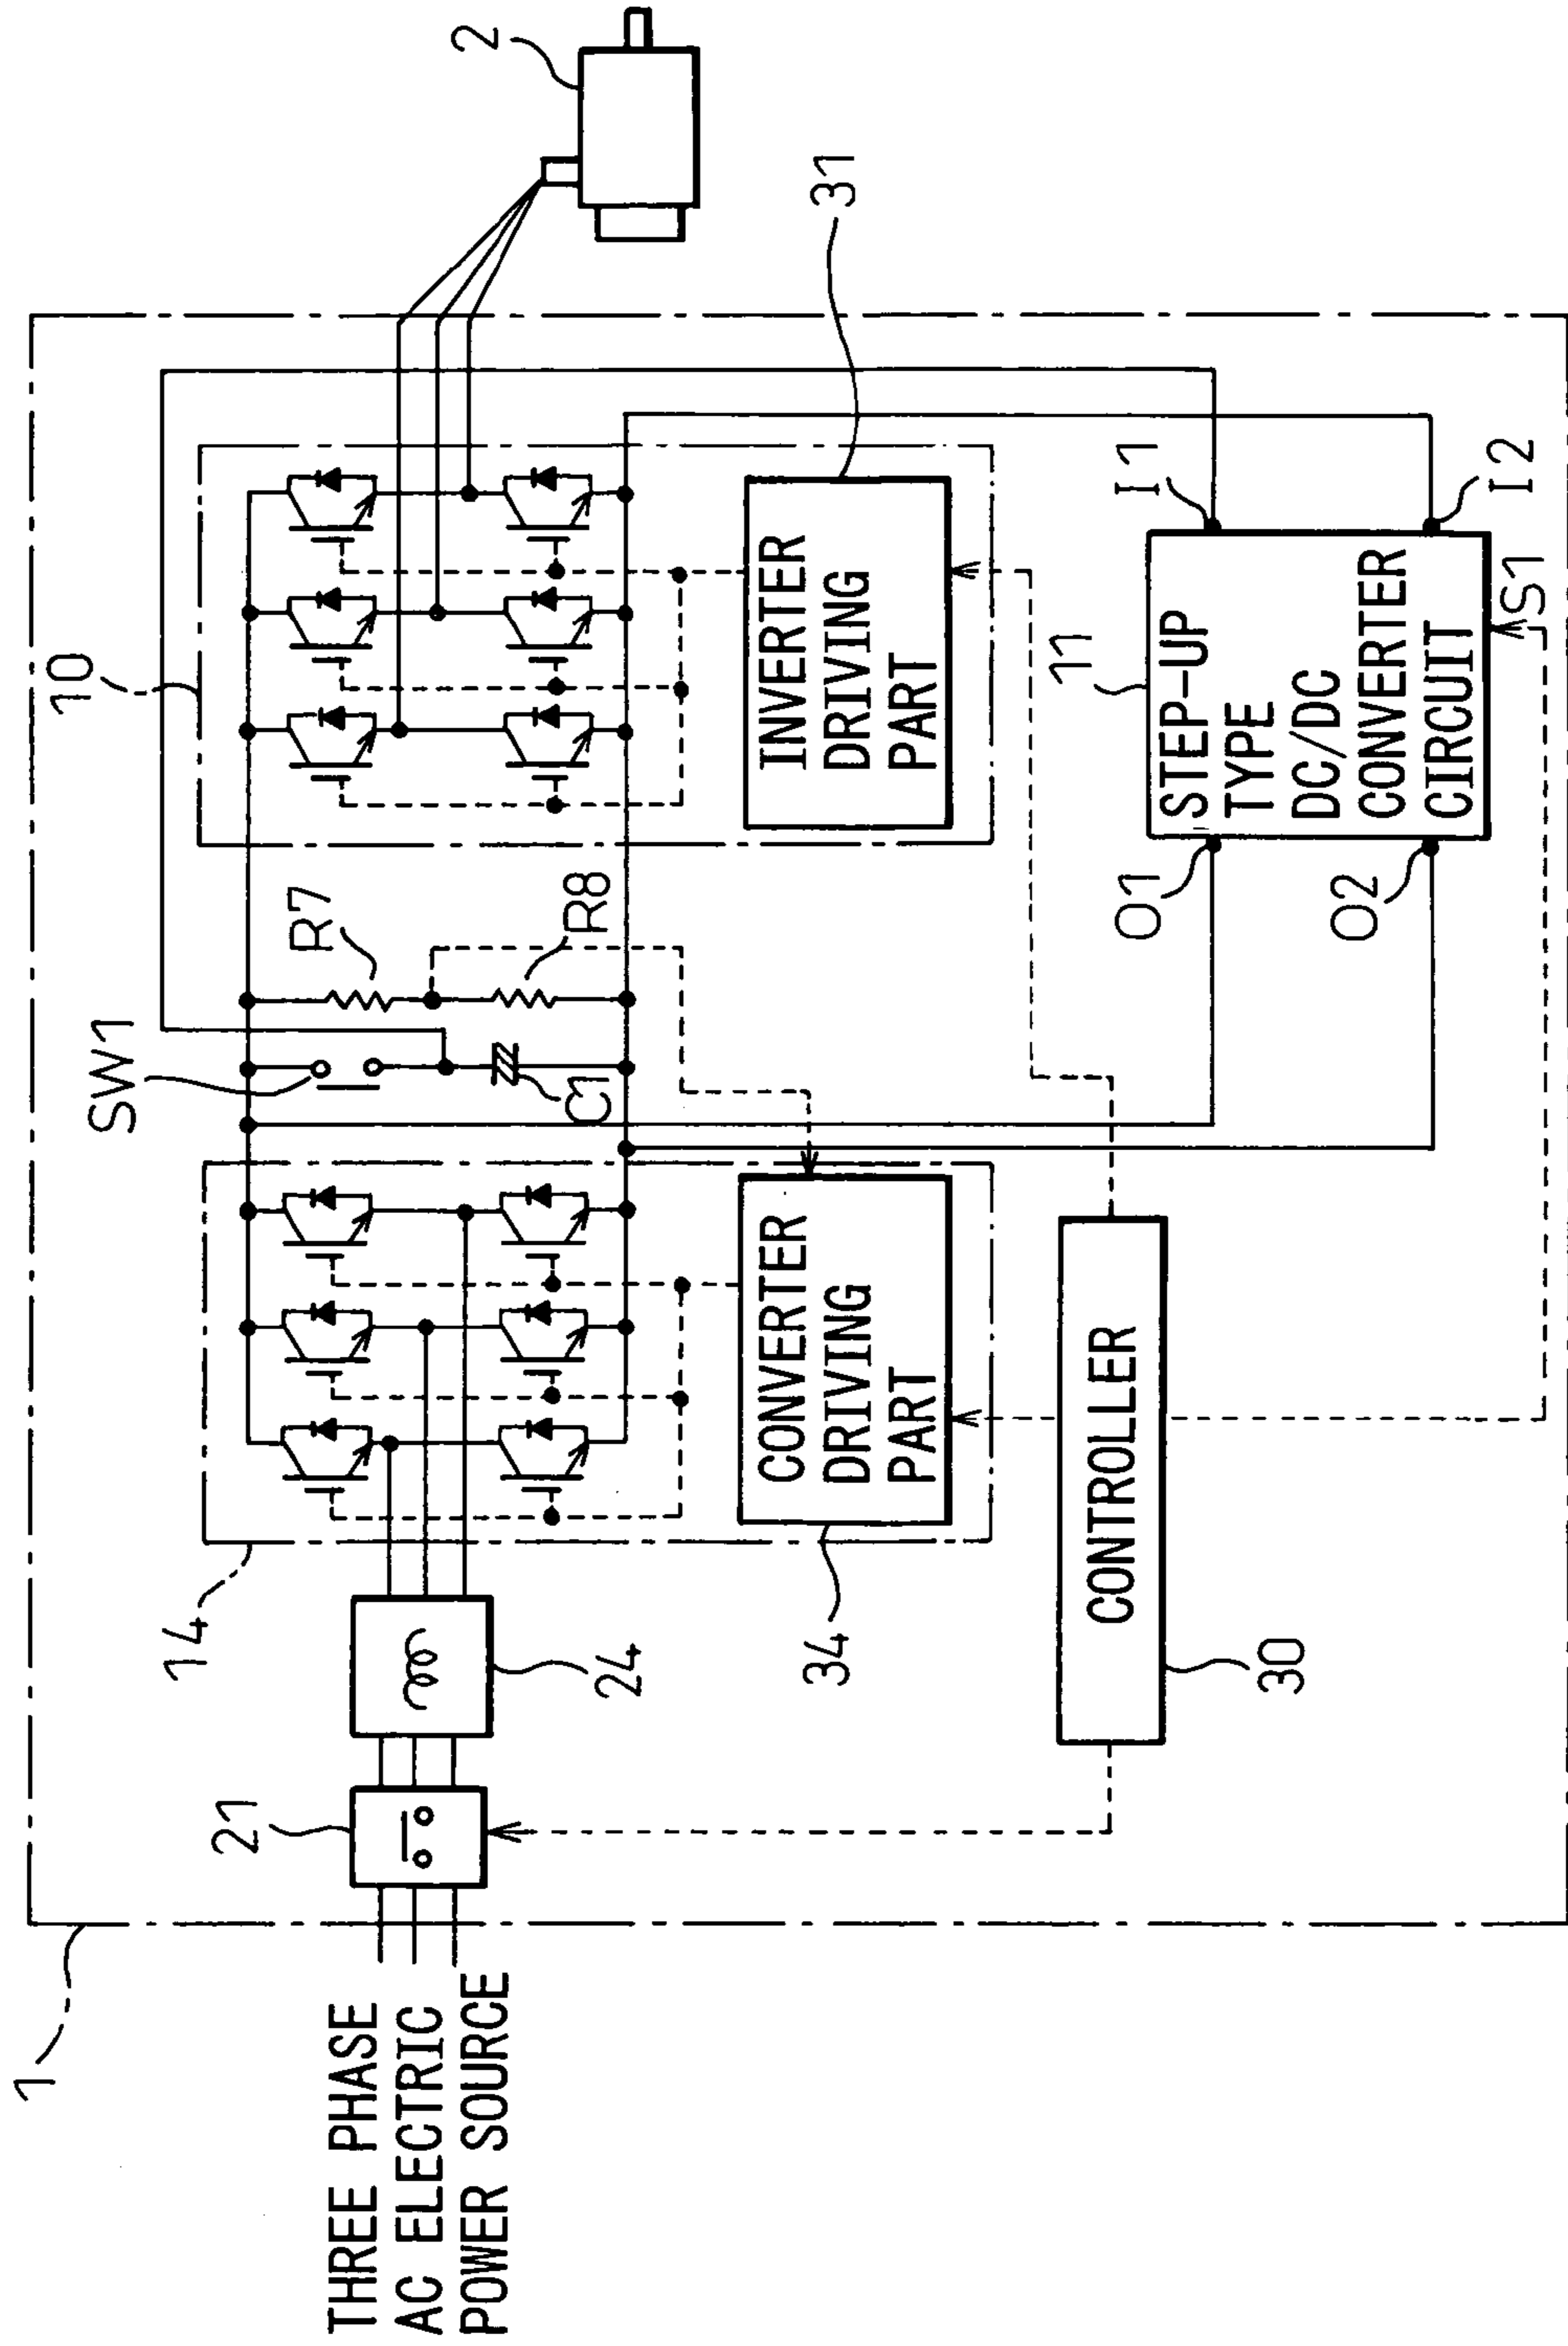 1
THREE PHASE
AC ELECTRIC
POWER SOURCE
21
24
14
CONVERTER
DRIVING
PART
34
CONTROLLER
30
SW1
C1
R7
R8
10
INVERTER
DRIVING
PART
31
2
11
STEP-UP
TYPE
DC/DC
CONVERTER
CIRCUIT
O1
O2
I1
I2
S1